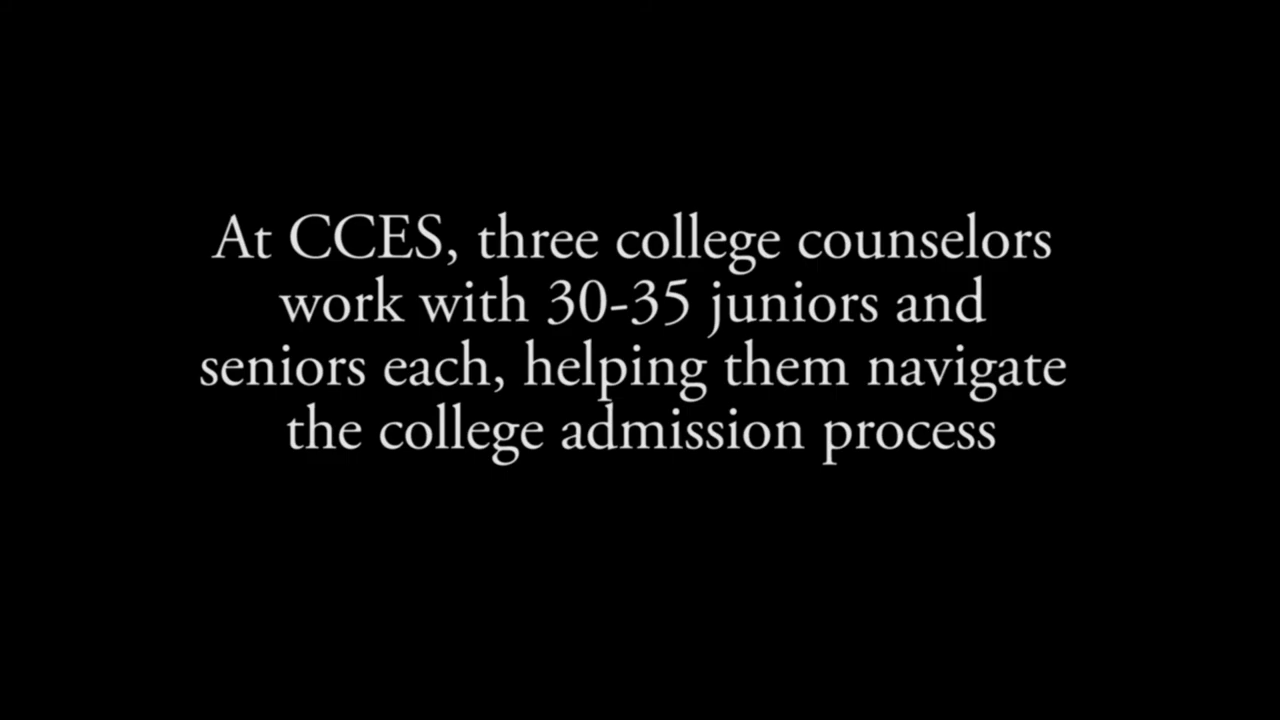 At CCES, three college counselors
work with 30-35 juniors and
seniors each, helping them navigate
the college admission process